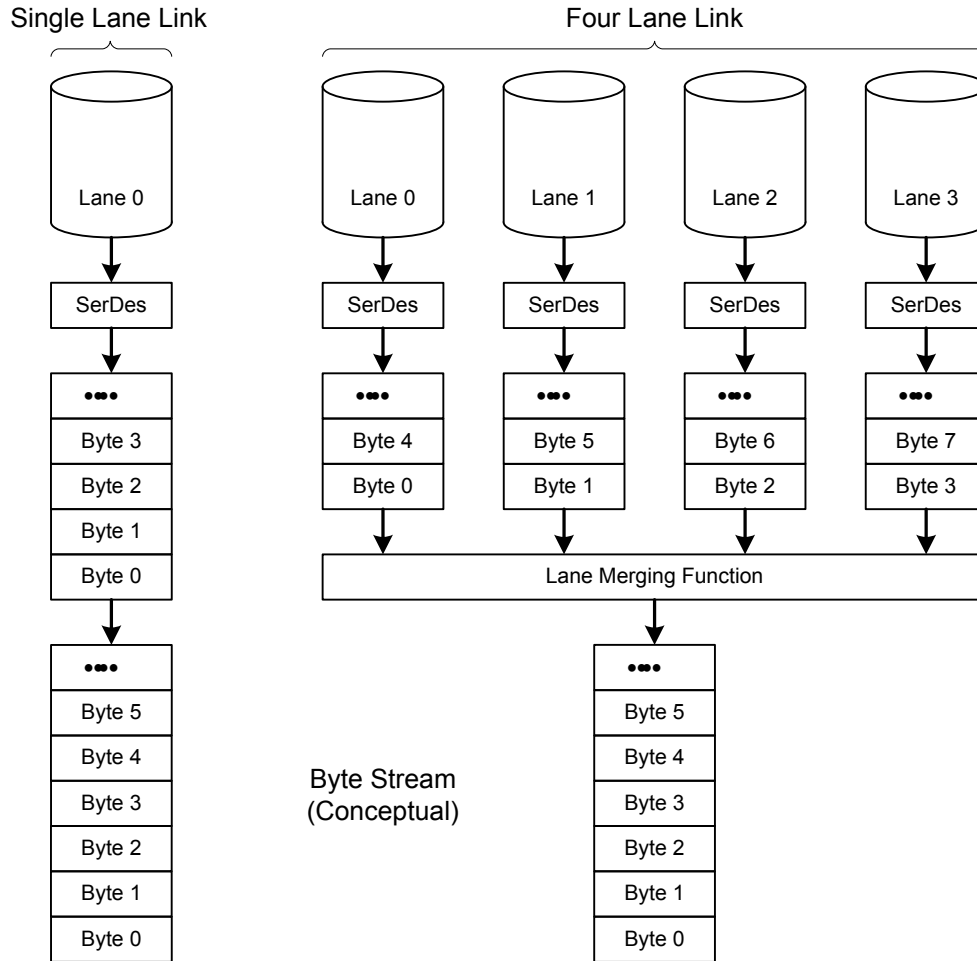 Single Lane Link
Four Lane Link
Lane 0
Lane 0
Lane 1
Lane 2
Lane 3
SerDes
SerDes
SerDes
SerDes
SerDes
••••
••••
••••
••••
••••
Byte 3
Byte 4
Byte 5
Byte 6
Byte 7
Byte 2
Byte 0
Byte 1
Byte 2
Byte 3
Byte 1
Byte 0
Lane Merging Function
••••
••••
Byte 5
Byte 5
Byte 4
Byte 4
Byte Stream
(Conceptual)
Byte 3
Byte 3
Byte 2
Byte 2
Byte 1
Byte 1
Byte 0
Byte 0